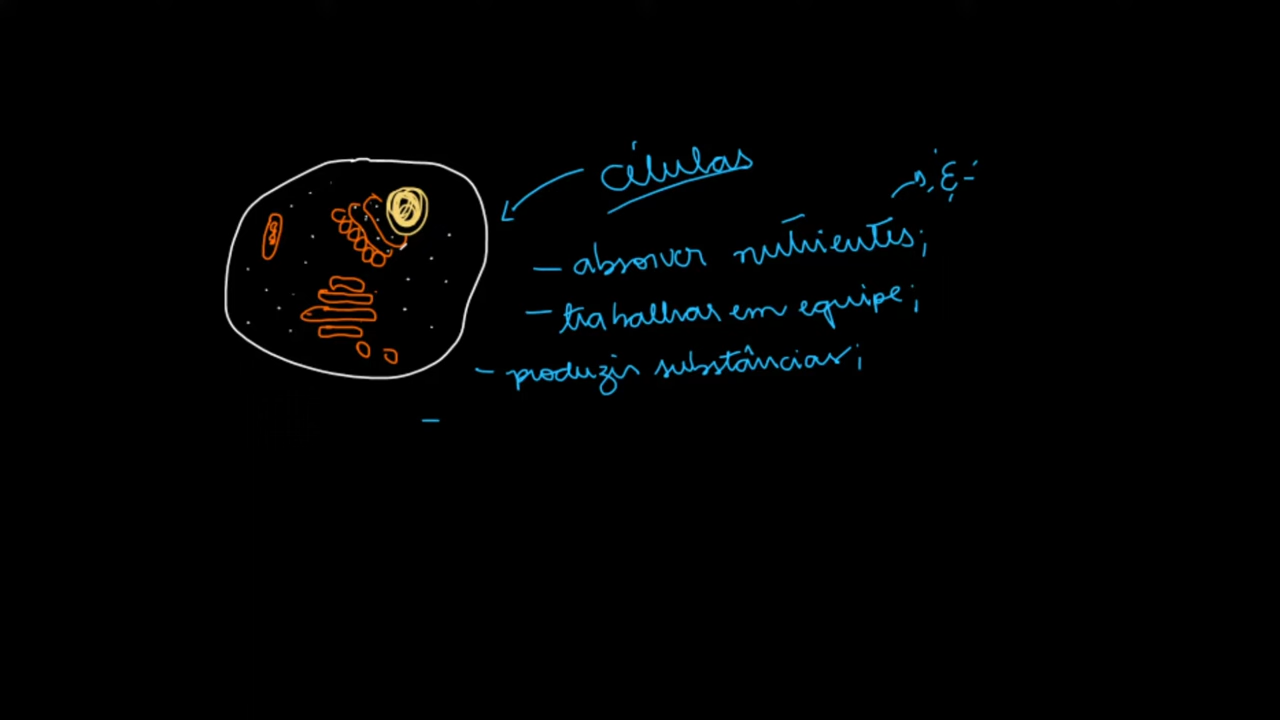 células
E
— absorver nutrientes;
— trabalhar em equipe;
— produzir substâncias;
—